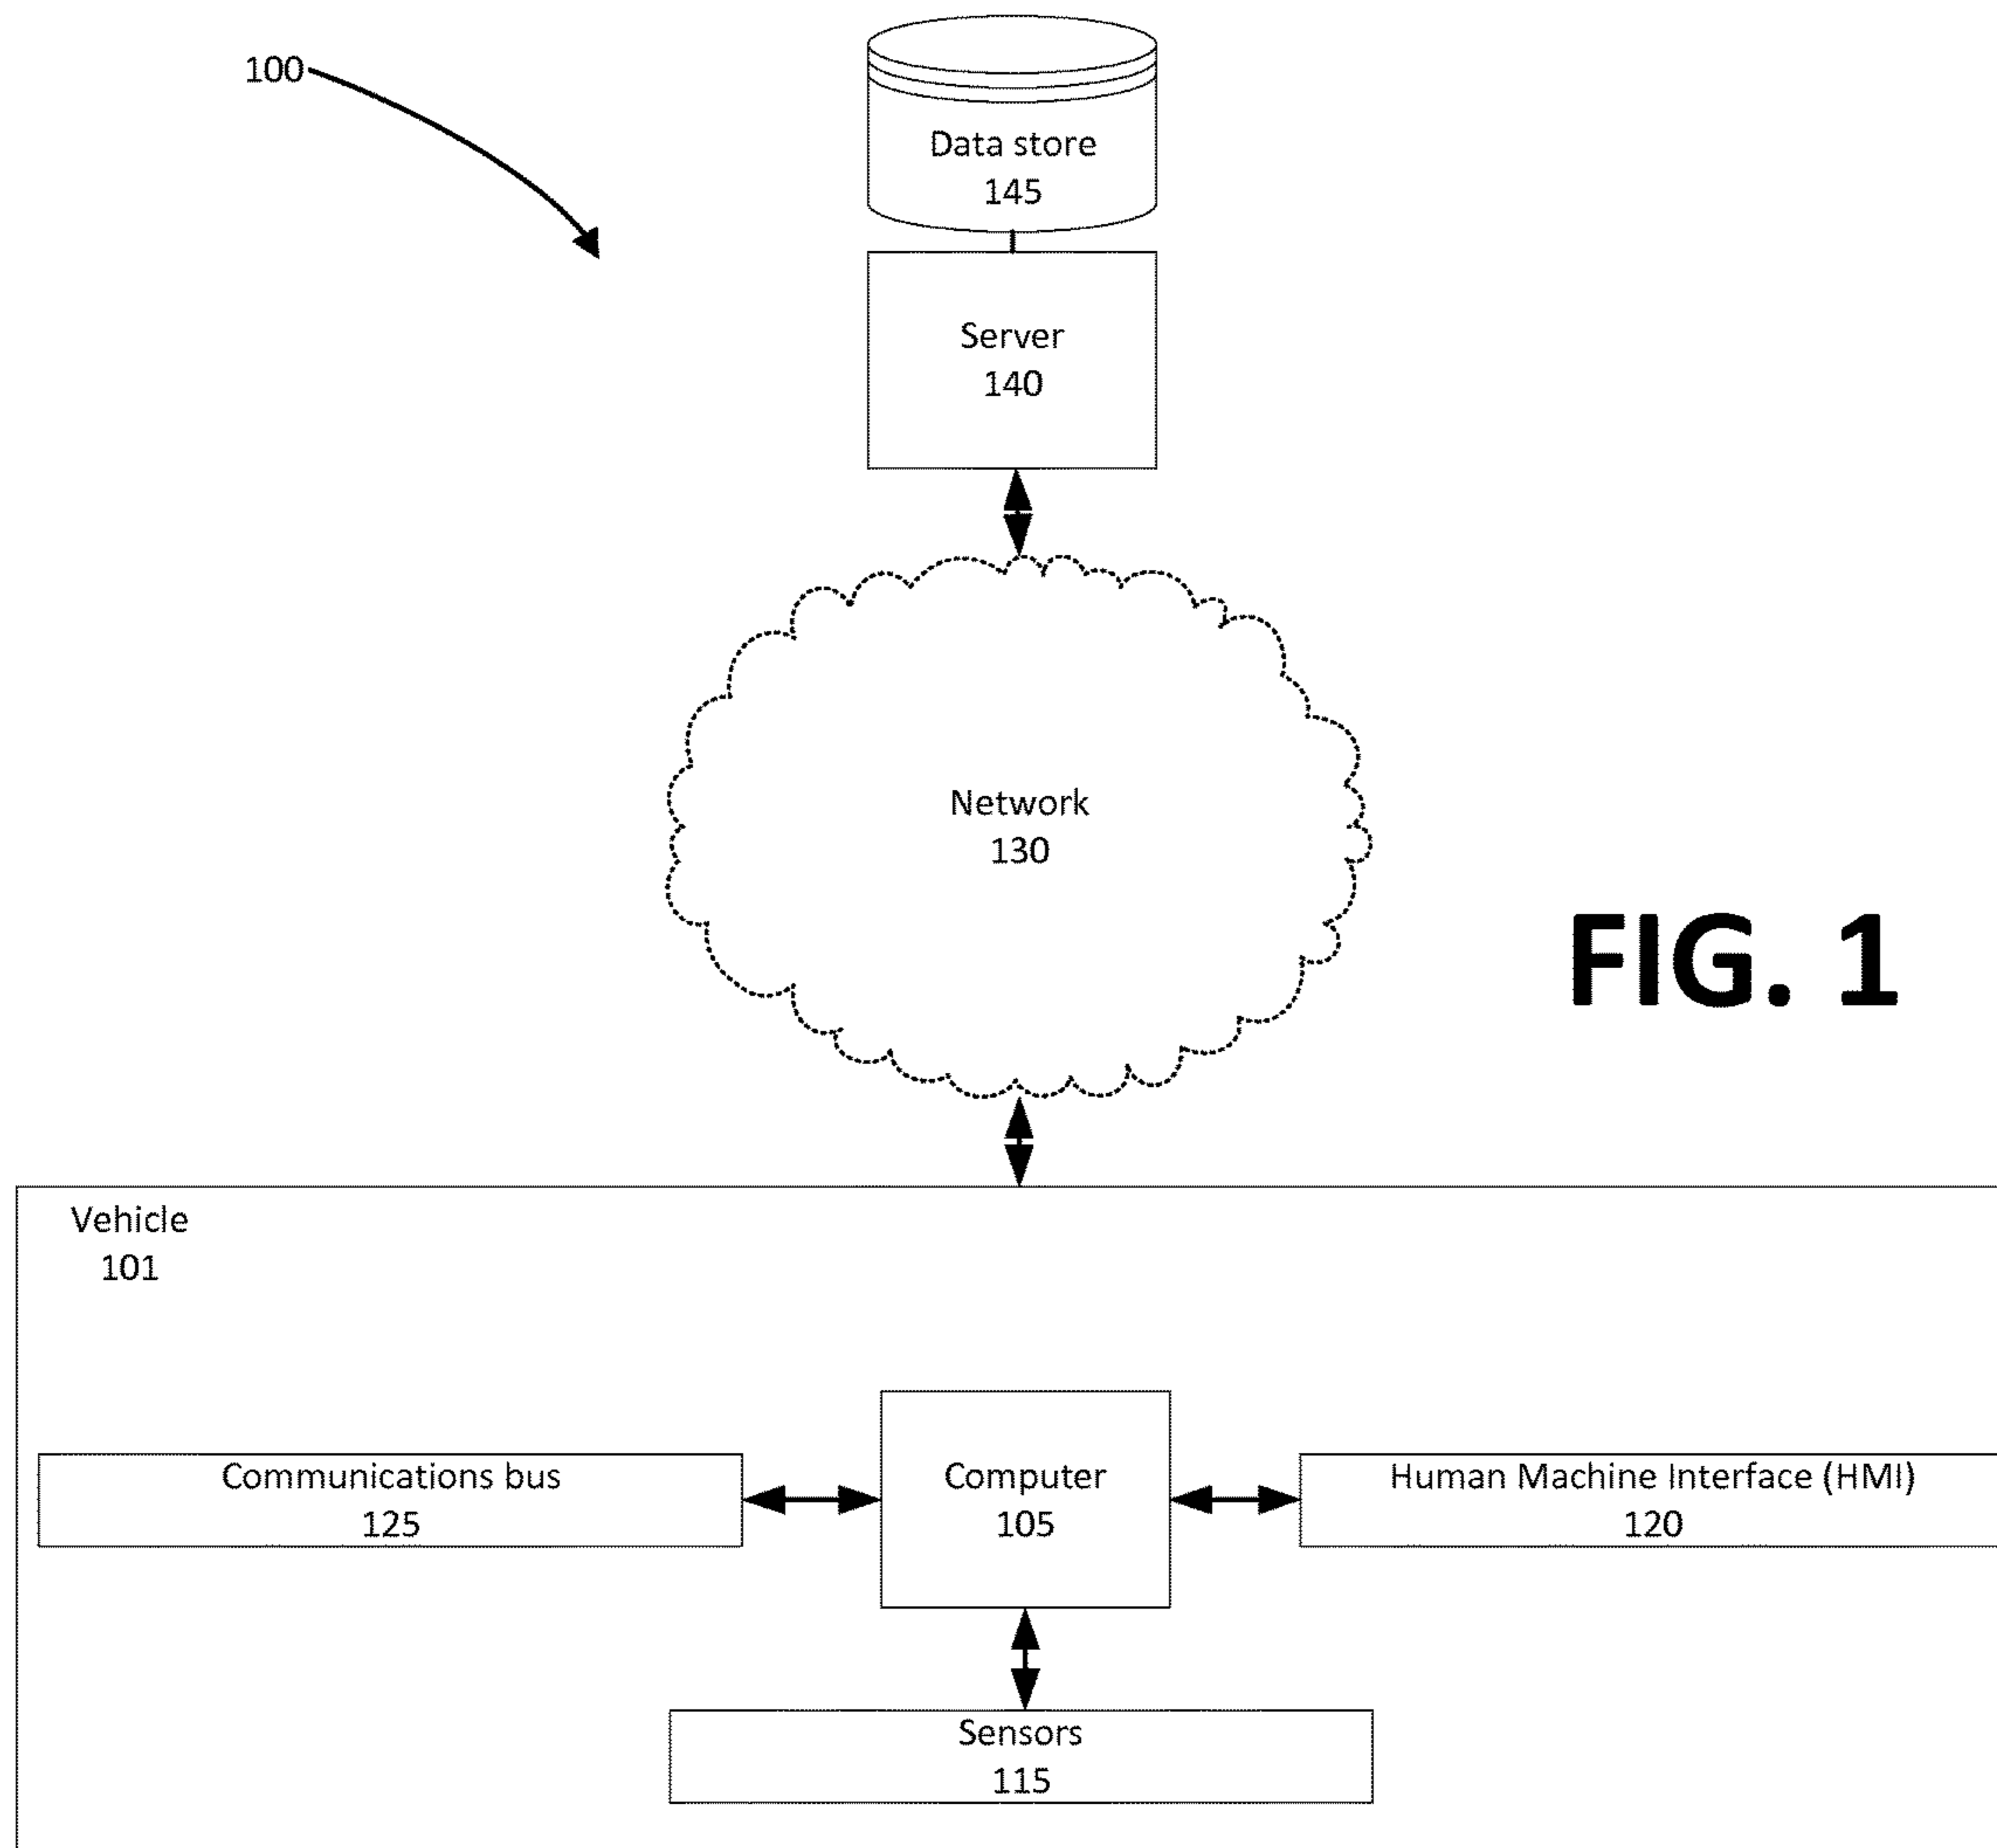 100
Data store
145
Server
140
Network
130
FIG. 1
Vehicle
101
Communications bus
125
Computer
105
Human Machine Interface (HMI)
120
Sensors
115